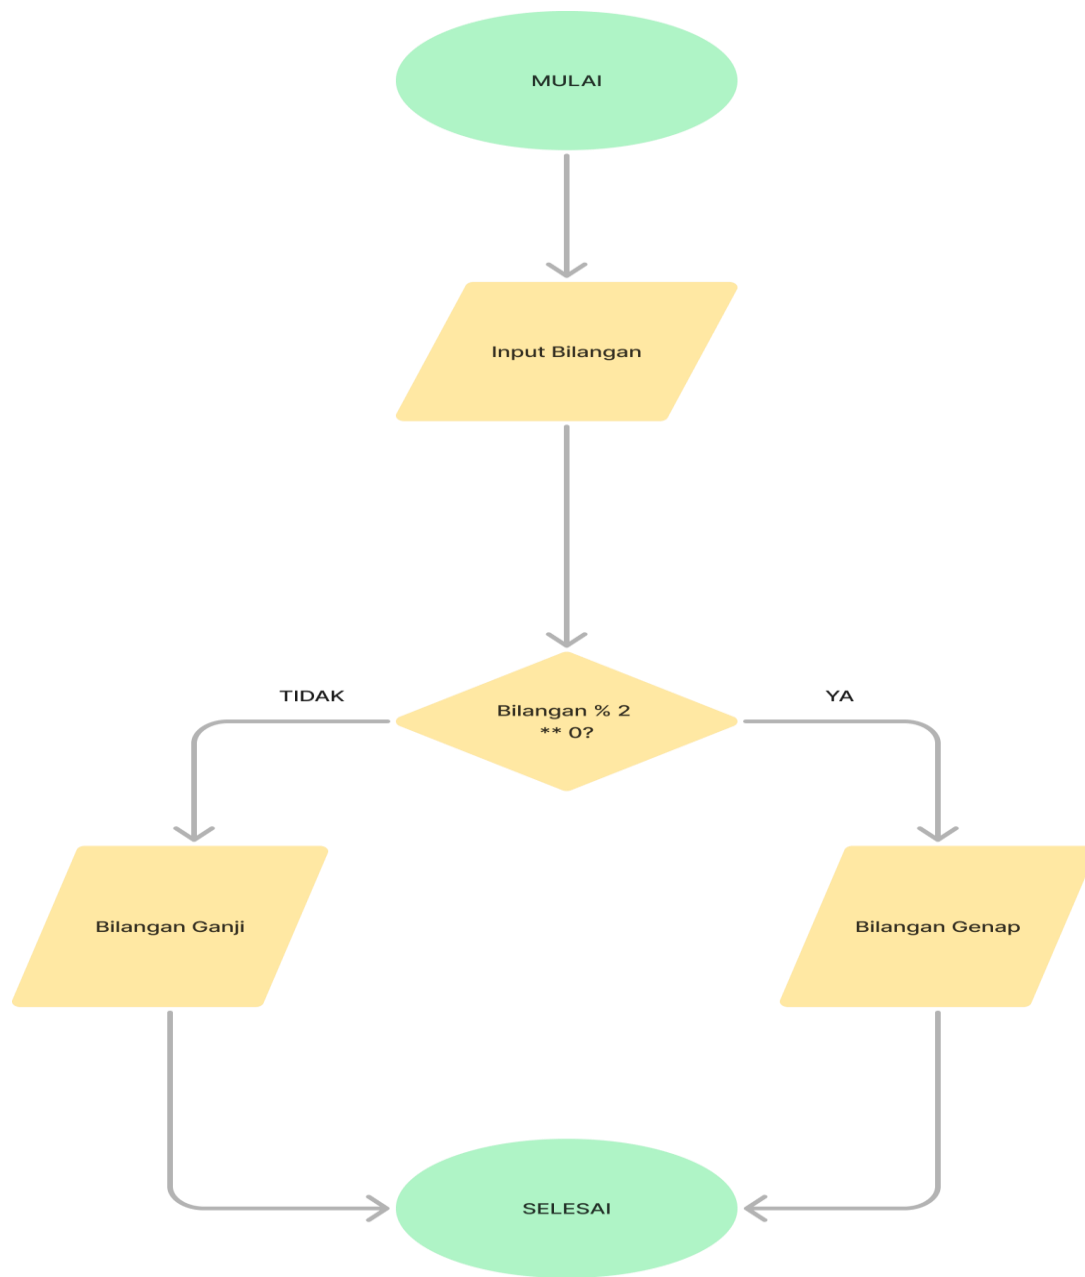 MULAI
Input Bilangan
TIDAK
YA
Bilangan % 2
** 0?
Bilangan Ganji
Bilangan Genap
SELESAI